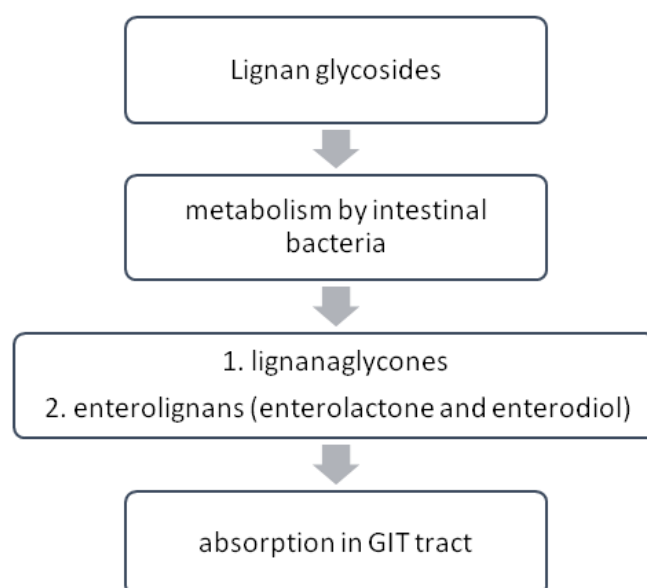 Lignan glycosides
metabolism by intestinal
bacteria
1. lignanaglycones
2. enterolignans (enterolactone and enterodiol)
absorption in GIT tract